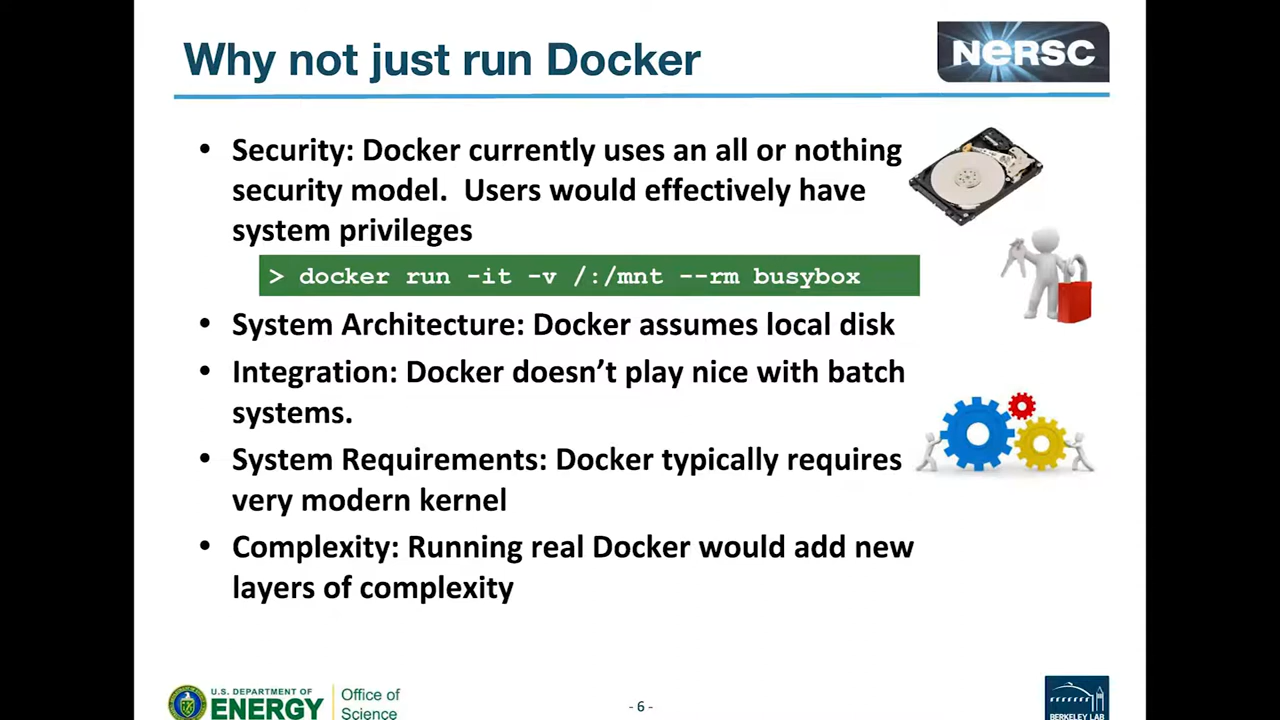 Why not just run Docker
NERSC
• Security: Docker currently uses an all or nothing
security model.  Users would effectively have
system privileges
> docker run -it -v /:/mnt --rm busybox
• System Architecture: Docker assumes local disk
• Integration: Docker doesn’t play nice with batch
systems.
• System Requirements: Docker typically requires
very modern kernel
• Complexity: Running real Docker would add new
layers of complexity
U.S. DEPARTMENT OF
ENERGY
Office of
Science
- 6 -
BERKELEY LAB